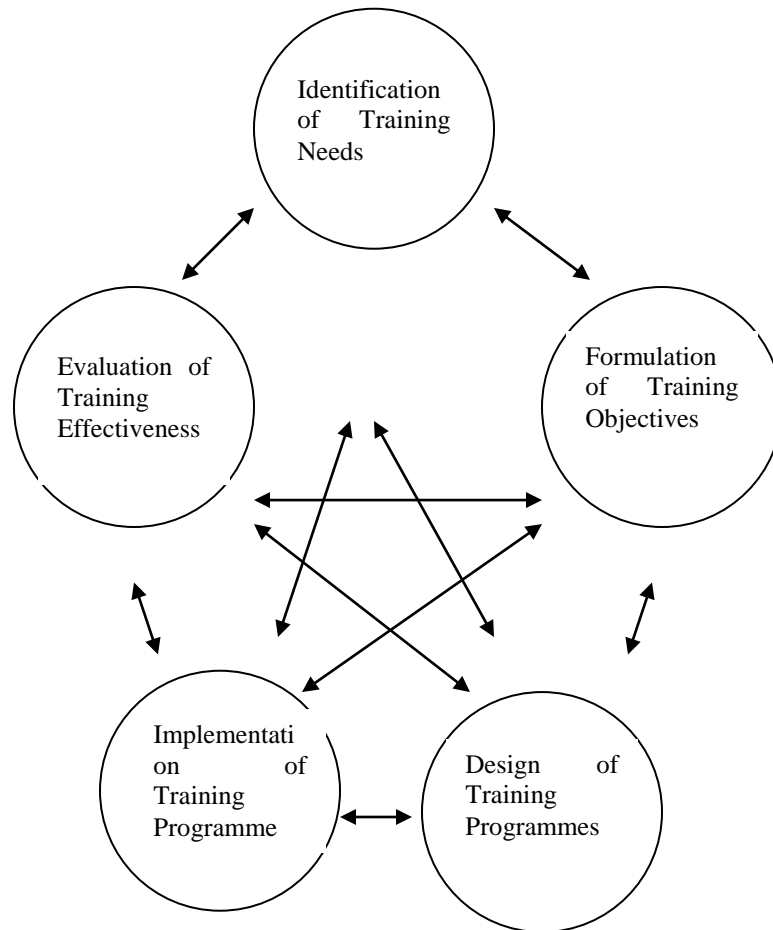 Identification
of Training
Needs
Evaluation of
Training
Effectiveness
Formulation
of Training
Objectives
Implementati
on of
Training
Programme
Design of
Training
Programmes